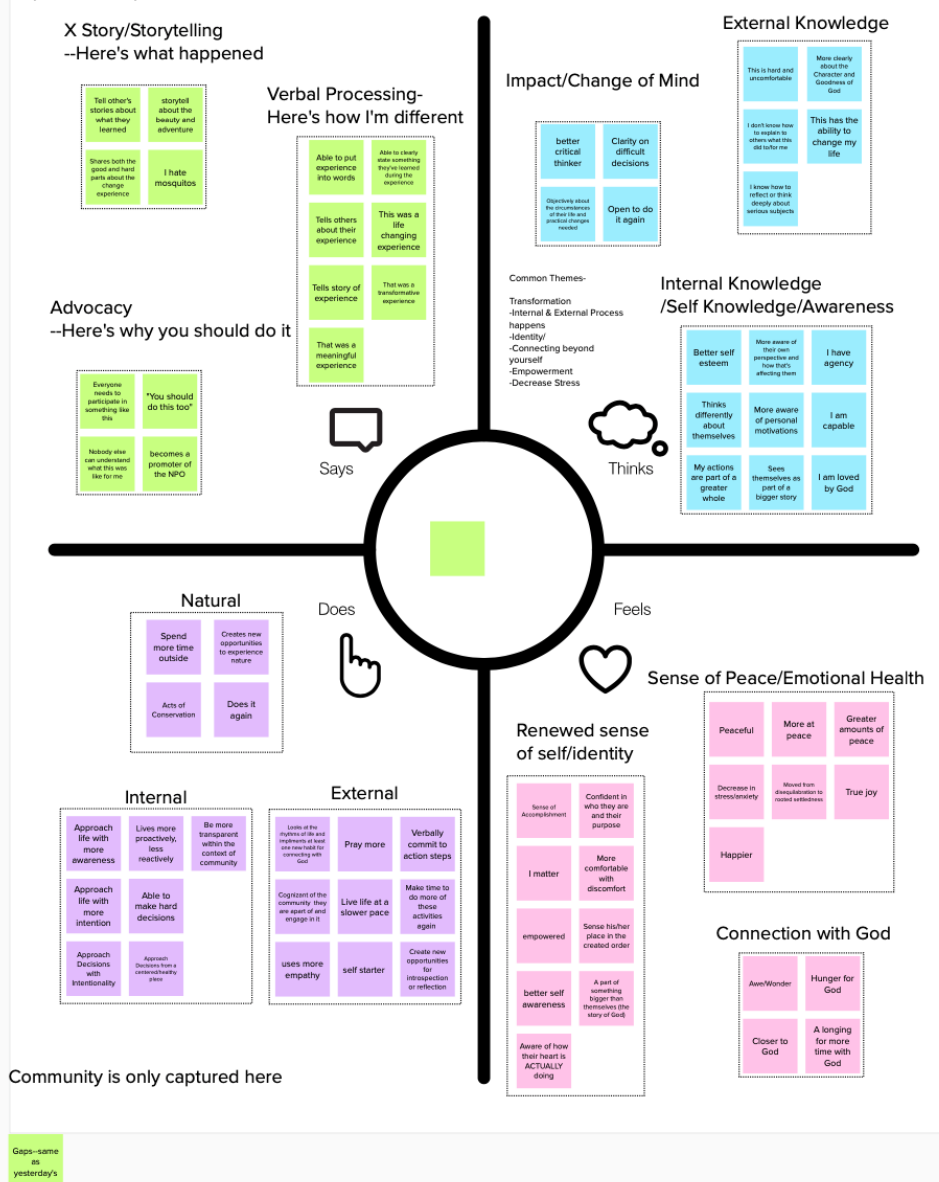 X Story/Storytelling
--Here's what happened
Tell other's
stories about
what they
learned
storytell
about the
beauty and
adventure
Shares both the
good and hard
parts about the
change
experience
I hate
mosquitos
Verbal Processing-
Here's how I'm different
Able to put
experience
into words
Able to clearly
state something
they've learned
during the
experience
Tells others
about their
experience
This was a
life
changing
experience
Tells story of
experience
That was a
transformative
experience
That was a
meaningful
experience
Advocacy
--Here's why you should do it
Everyone
needs to
participate in
something like
this
"You should
do this too"
Nobody else
can understand
what this was
like for me
becomes a
promoter of
the NPO
Says
Impact/Change of Mind
better
critical
thinker
Clarity on
difficult
decisions
Objectively about
the circumstances
of their life and
practical changes
needed
Open to do
it again
External Knowledge
This is hard and
uncomfortable
More clearly
about the
Character and
Goodness of
God
I don't know how
to explain to
others what this
did to/for me
This has the
ability to
change my
life
I know how to
reflect or think
deeply about
serious subjects
Common Themes-
Transformation
-Internal & External Process
happens
-Identity/
-Connecting beyond
yourself
-Empowerment
-Decrease Stress
Internal Knowledge
/Self Knowledge/Awareness
Better self
esteem
More aware of
their own
perspective and
how that's
affecting them
I have
agency
Thinks
differently
about
themselves
More aware
of personal
motivations
I am
capable
My actions
are part of a
greater
whole
Sees
themselves as
part of a
bigger story
I am loved
by God
Thinks
Does
Natural
Spend
more time
outside
Creates new
opportunities
to experience
nature
Acts of
Conservation
Does it
again
Internal
Approach
life with
more
awareness
Lives more
proactively,
less
reactively
Be more
transparent
within the
context of
community
Approach
life with
more
intention
Able to
make hard
decisions
Approach
Decisions
with
Intentionality
Approach
Decisions from a
centered/healthy
place
External
Looks at the
rhythms of life and
impliments at least
one new habit for
connecting with
God
Pray more
Verbally
commit to
action steps
Cognizant of the
community they
are apart of and
engage in it
Live life at a
slower pace
Make time to
do more of
these
activities
again
uses more
empathy
self starter
Create new
opportunities
for
introspection
or reflection
Community is only captured here
Feels
Renewed sense
of self/identity
Sense of
Accomplishment
Confident in
who they are
and their
purpose
I matter
More
comfortable
with
discomfort
empowered
Sense his/her
place in the
created order
better self
awareness
A part of
something
bigger than
themselves (the
story of God)
Aware of how
their heart is
ACTUALLY
doing
Sense of Peace/Emotional Health
Peaceful
More at
peace
Greater
amounts of
peace
Decrease in
stress/anxiety
Moved from
disequilabration to
rooted settledness
True joy
Happier
Connection with God
Awe/Wonder
Hunger for
God
Closer to
God
A longing
for more
time with
God
Gaps--same
as
yesterday's